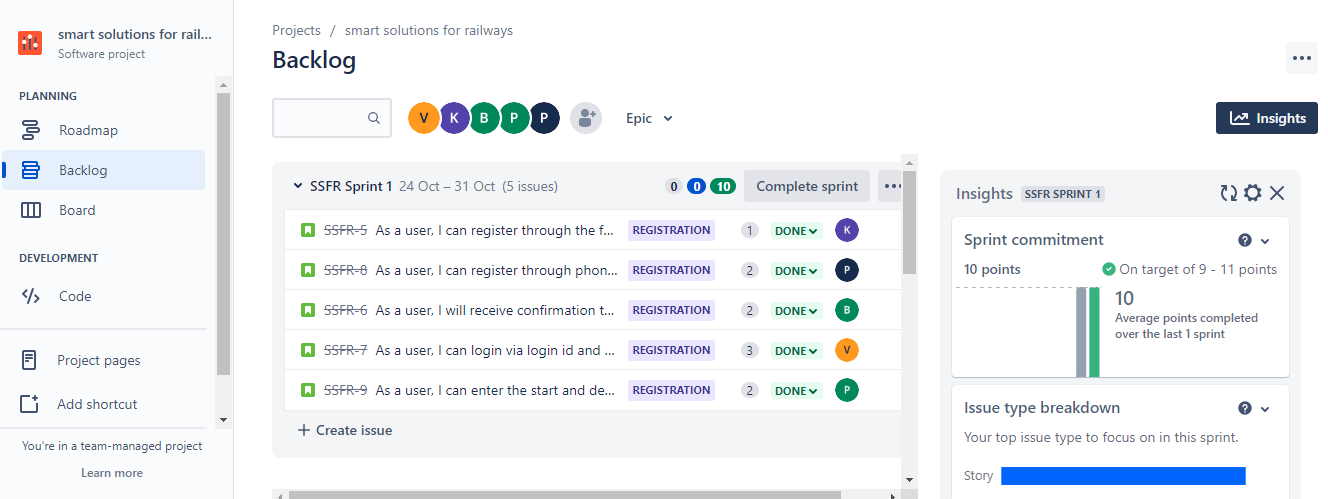 smart solutions for rail...
Software project
PLANNING
Roadmap
Backlog
Board
DEVELOPMENT
Code
Project pages
Add shortcut
You're in a team-managed project
Learn more
Projects / smart solutions for railways
Backlog
V K B P P Epic
Insights
SSFR Sprint 1 24 Oct – 31 Oct (5 issues) 0 0 10 Complete sprint
SSFR-5 As a user, I can register through the f... REGISTRATION 1 DONE K
SSFR-8 As a user, I can register through phon... REGISTRATION 2 DONE P
SSFR-6 As a user, I will receive confirmation t... REGISTRATION 2 DONE B
SSFR-7 As a user, I can login via login id and ... REGISTRATION 3 DONE V
SSFR-9 As a user, I can enter the start and de... REGISTRATION 2 DONE P
+ Create issue
Insights SSFR SPRINT 1
Sprint commitment
10 points On target of 9 - 11 points
10
Average points completed
over the last 1 sprint
Issue type breakdown
Your top issue type to focus on in this sprint.
Story